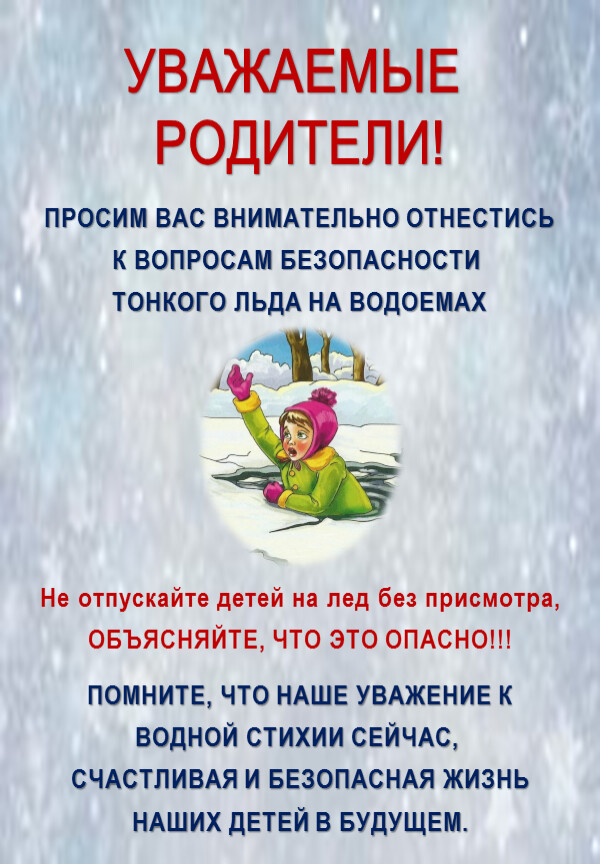 УВАЖАЕМЫЕ
РОДИТЕЛИ!
ПРОСИМ ВАС ВНИМАТЕЛЬНО ОТНЕСТИСЬ
К ВОПРОСАМ БЕЗОПАСНОСТИ
ТОНКОГО ЛЬДА НА ВОДОЕМАХ
Не отпускайте детей на лед без присмотра,
ОБЪЯСНЯЙТЕ, ЧТО ЭТО ОПАСНО!!!
ПОМНИТЕ, ЧТО НАШЕ УВАЖЕНИЕ К
ВОДНОЙ СТИХИИ СЕЙЧАС,
СЧАСТЛИВАЯ И БЕЗОПАСНАЯ ЖИЗНЬ
НАШИХ ДЕТЕЙ В БУДУЩЕМ.